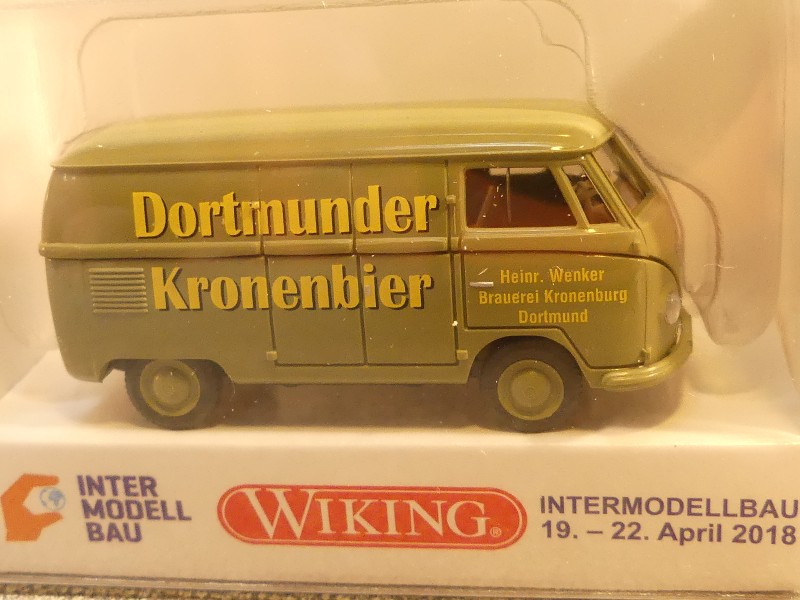 Dortmunder
Kronenbier
Heinr. Wenker
Brauerei Kronenburg
Dortmund
INTER
MODELL
BAU
WIKING®
INTERMODELLBAU
19. – 22. April 2018